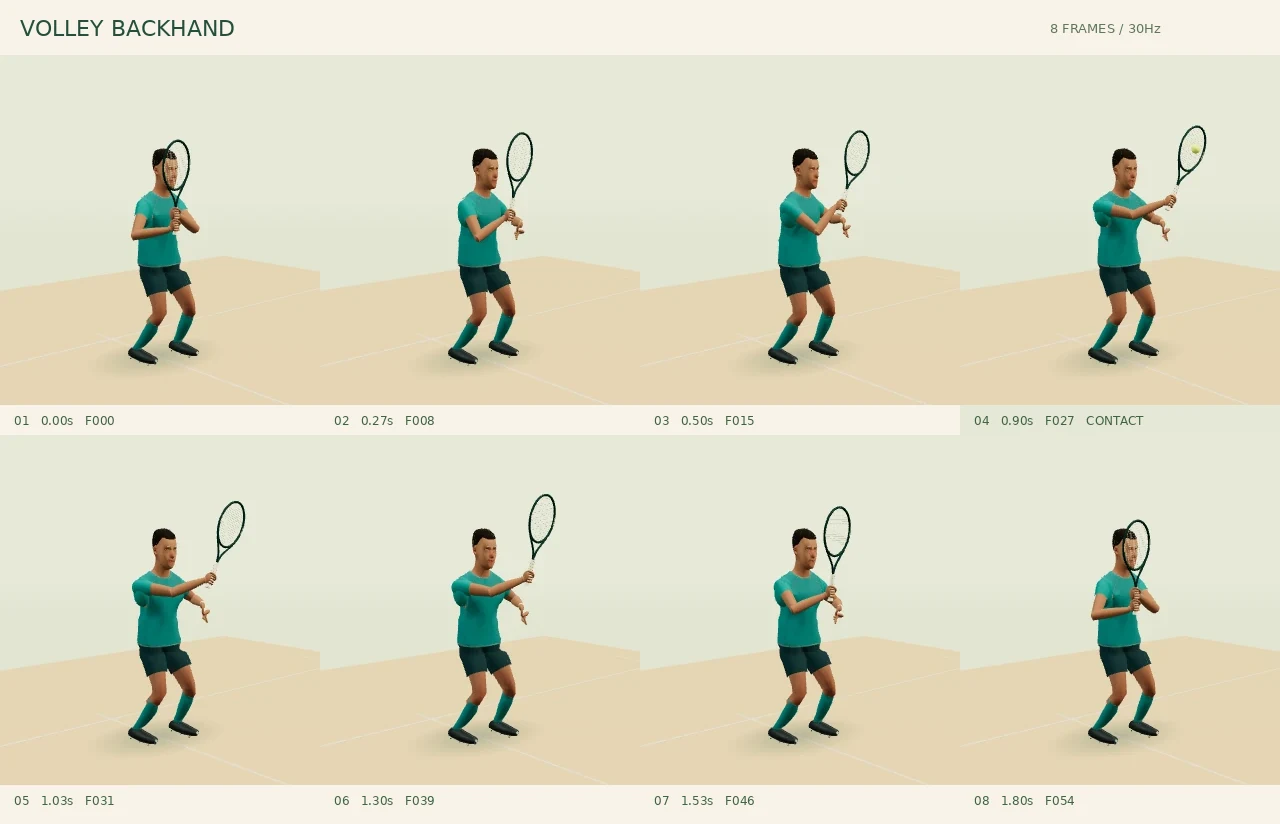 VOLLEY BACKHAND
8 FRAMES / 30Hz
01 0.00s F000
02 0.27s F008
03 0.50s F015
04 0.90s F027 CONTACT
05 1.03s F031
06 1.30s F039
07 1.53s F046
08 1.80s F054